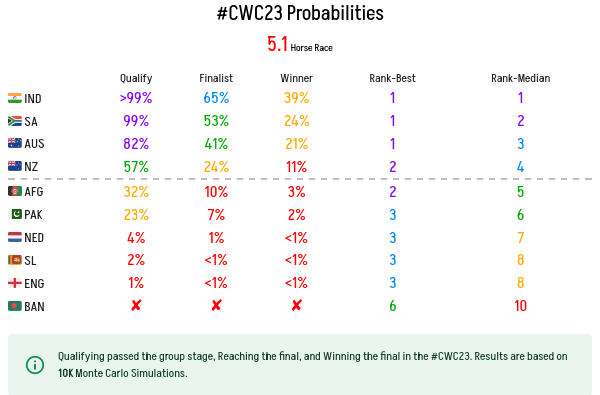 #CWC23 Probabilities
5.1 Horse Race
Qualify Finalist Winner Rank-Best Rank-Median
IND >99% 65% 39% 1 1
SA 99% 53% 24% 1 2
AUS 82% 41% 21% 1 3
NZ 57% 24% 11% 2 4
AFG 32% 10% 3% 2 5
PAK 23% 7% 2% 3 6
NED 4% 1% <1% 3 7
SL 2% <1% <1% 3 8
ENG 1% <1% <1% 3 8
BAN ✘ ✘ ✘ 6 10
Qualifying passed the group stage, Reaching the final, and Winning the final in the #CWC23. Results are based on
10K Monte Carlo Simulations.